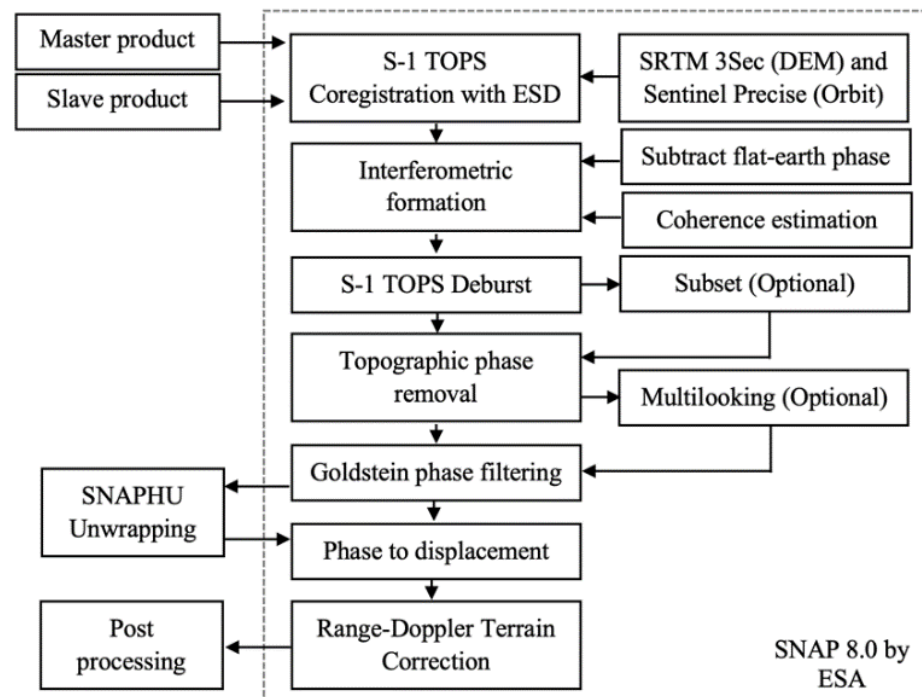 Master product
Slave product
S-1 TOPS
Coregistration with ESD
SRTM 3Sec (DEM) and
Sentinel Precise (Orbit)
Interferometric
formation
Subtract flat-earth phase
Coherence estimation
S-1 TOPS Deburst
Subset (Optional)
Topographic phase
removal
Multilooking (Optional)
Goldstein phase filtering
SNAPHU
Unwrapping
Phase to displacement
Range-Doppler Terrain
Correction
Post
processing
SNAP 8.0 by
ESA